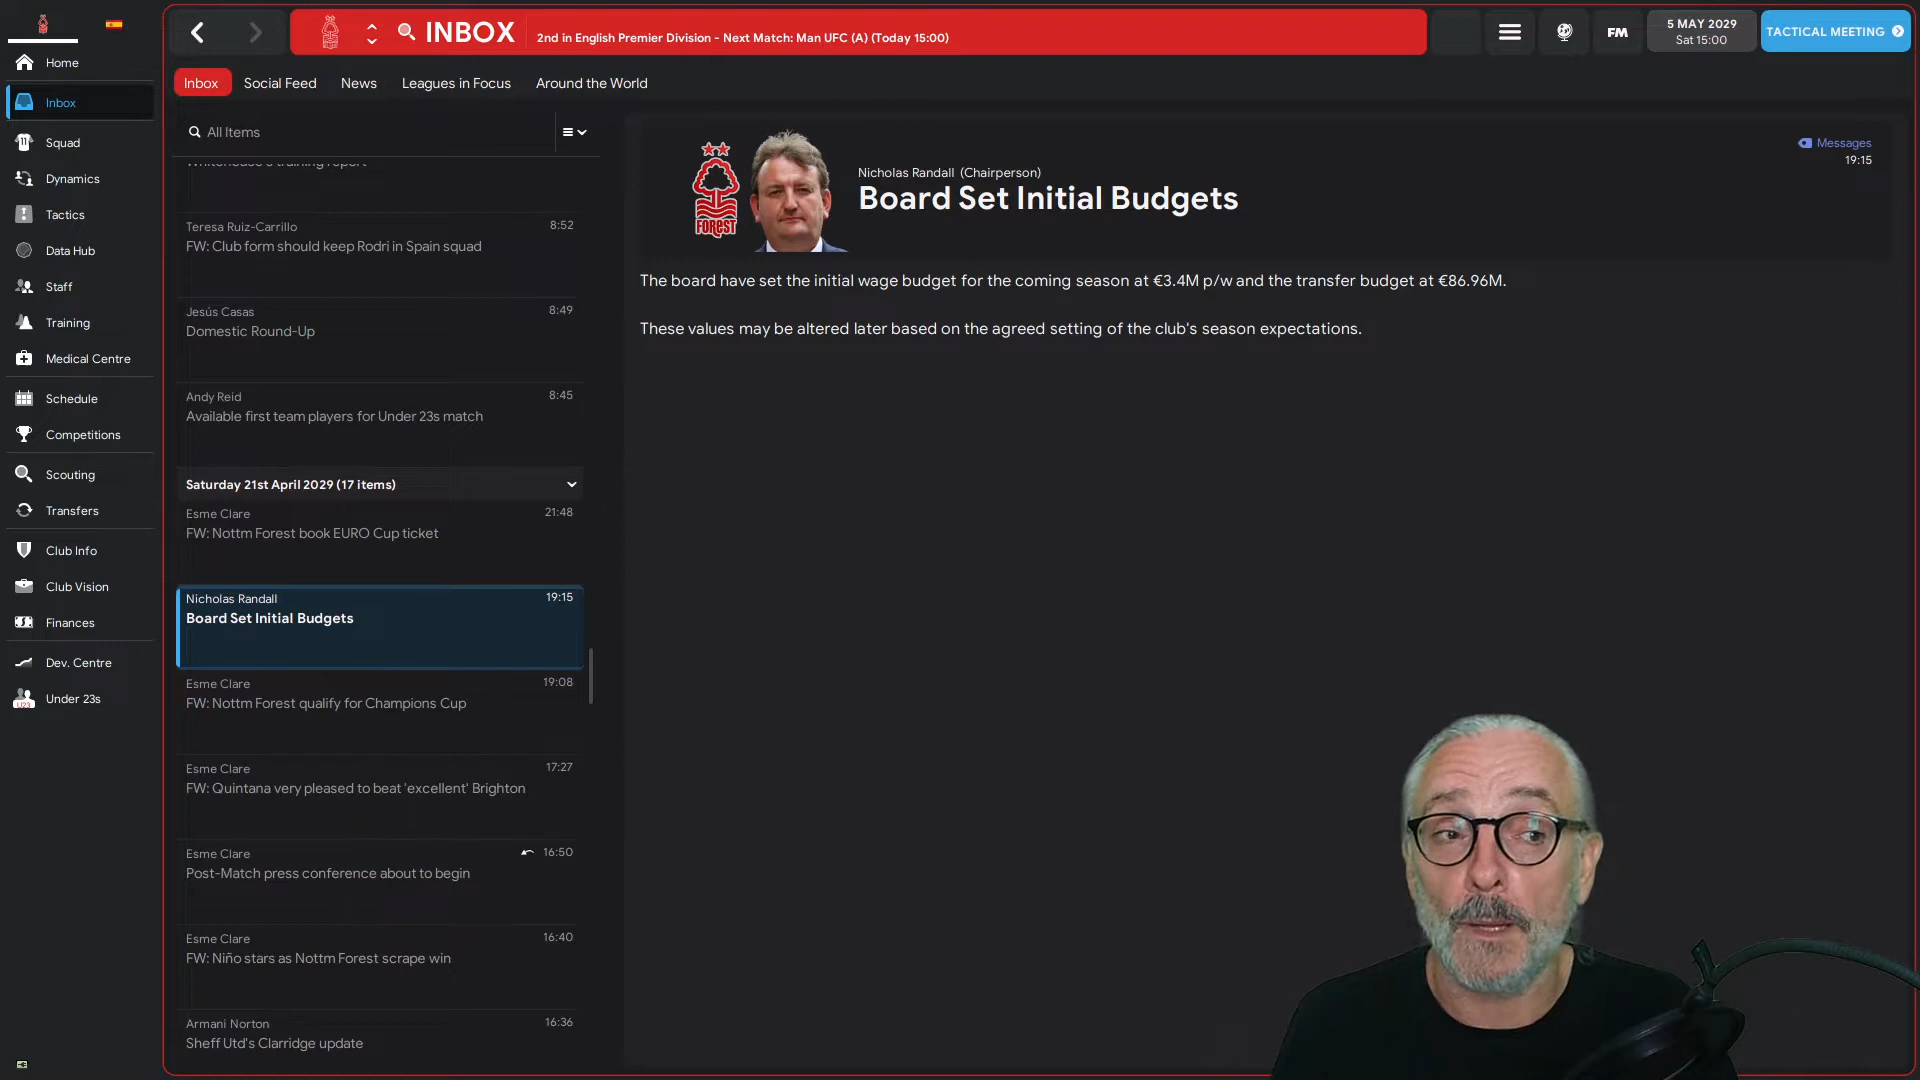 Home
Inbox
Squad
Dynamics
Tactics
Data Hub
Staff
Training
Medical Centre
Schedule
Competitions
Scouting
Transfers
Club Info
Club Vision
Finances
Dev. Centre
U23
Under 23s
INBOX
2nd in English Premier Division - Next Match: Man UFC (A) (Today 15:00)
FM
5 MAY 2029
Sat 15:00
TACTICAL MEETING
Inbox
Social Feed
News
Leagues in Focus
Around the World
All Items
Whitehouse's training report
Teresa Ruiz-Carrillo
8:52
FW: Club form should keep Rodri in Spain squad
Jesús Casas
8:49
Domestic Round-Up
Andy Reid
8:45
Available first team players for Under 23s match
Saturday 21st April 2029 (17 items)
Esme Clare
21:48
FW: Nottm Forest book EURO Cup ticket
Nicholas Randall
19:15
Board Set Initial Budgets
Esme Clare
19:08
FW: Nottm Forest qualify for Champions Cup
Esme Clare
17:27
FW: Quintana very pleased to beat 'excellent' Brighton
Esme Clare
16:50
Post-Match press conference about to begin
Esme Clare
16:40
FW: Niño stars as Nottm Forest scrape win
Armani Norton
16:36
Sheff Utd's Clarridge update
FOREST
Nicholas Randall (Chairperson)
Board Set Initial Budgets
Messages
19:15
The board have set the initial wage budget for the coming season at €3.4M p/w and the transfer budget at €86.96M.
These values may be altered later based on the agreed setting of the club's season expectations.